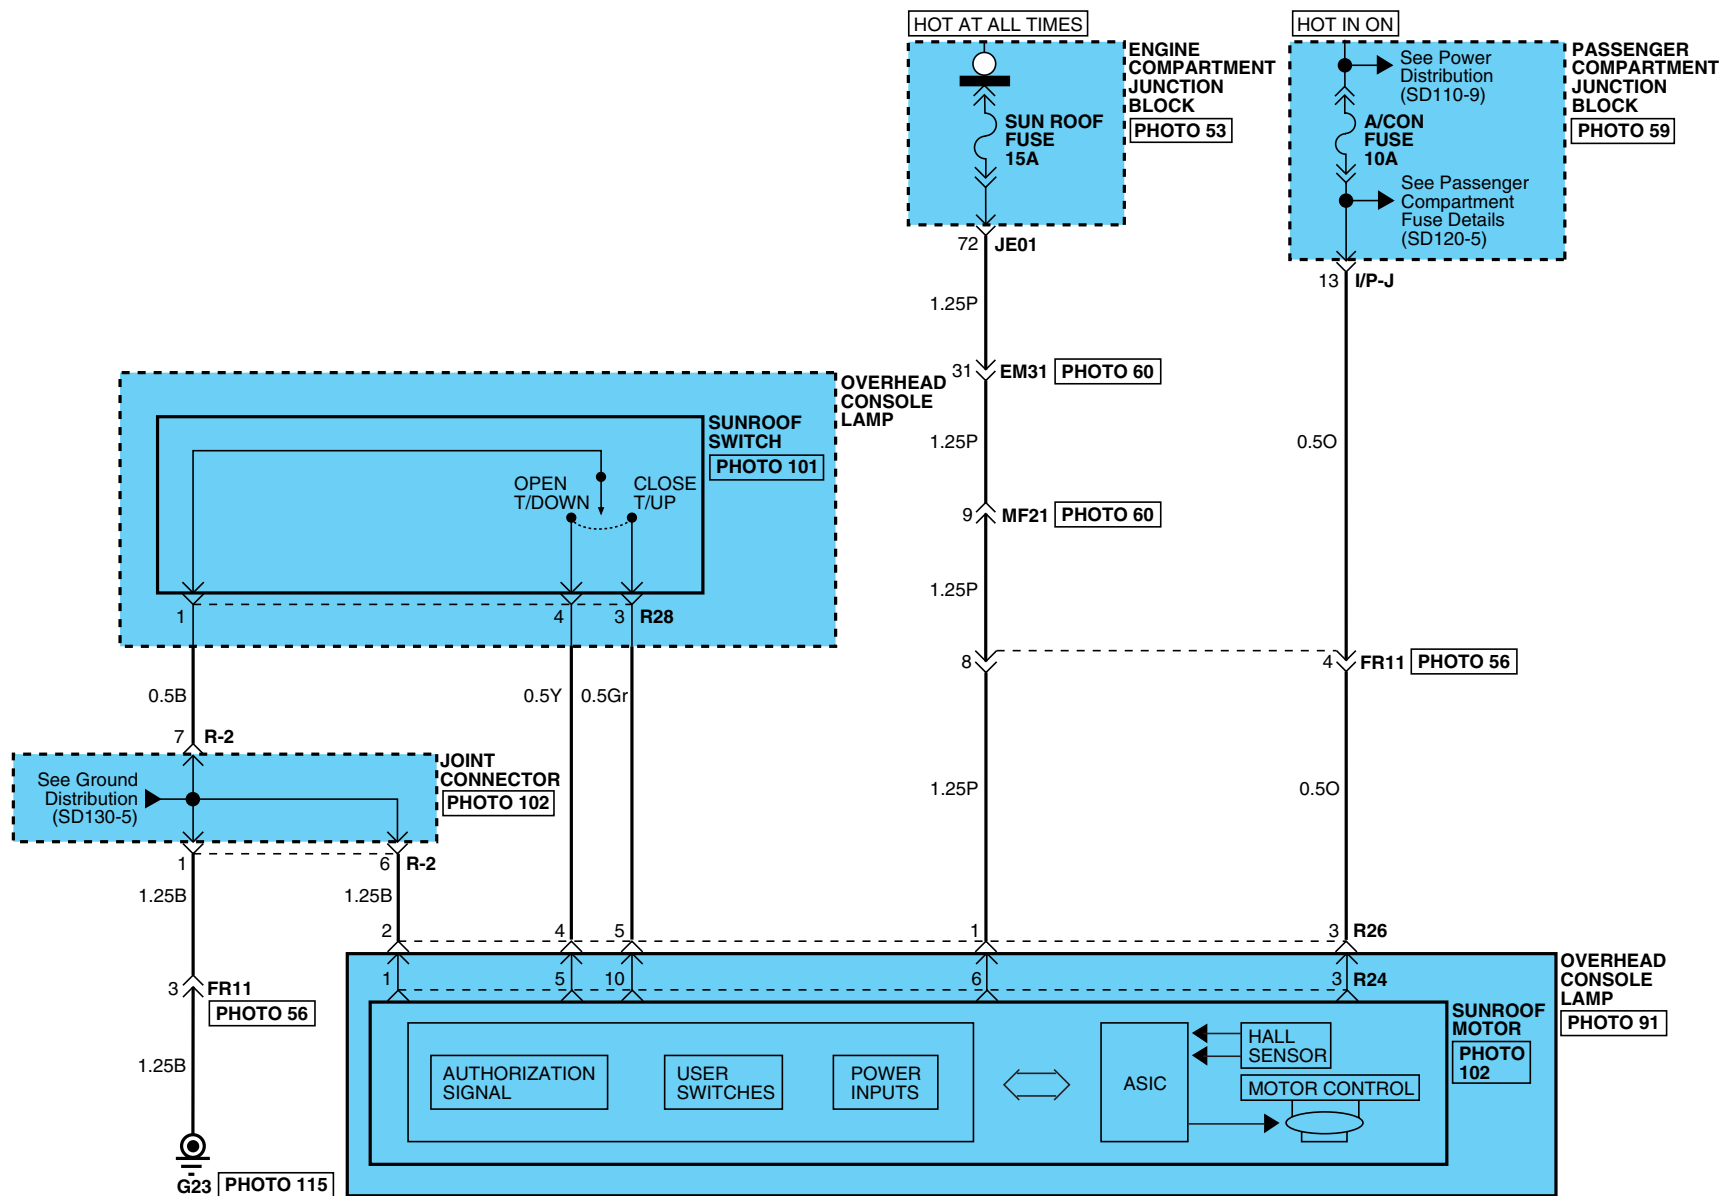 HOT AT ALL TIMES
HOT IN ON
ENGINE
COMPARTMENT
JUNCTION
BLOCK
PHOTO 53
SUN ROOF
FUSE
15A
See Power
Distribution
(SD110-9)
A/CON
FUSE
10A
See Passenger
Compartment
Fuse Details
(SD120-5)
PASSENGER
COMPARTMENT
JUNCTION
BLOCK
PHOTO 59
72 JE01
13 I/P-J
1.25P
31 EM31 PHOTO 60
1.25P
0.5O
9 MF21 PHOTO 60
1.25P
8
4 FR11 PHOTO 56
1.25P
0.5O
OVERHEAD
CONSOLE
LAMP
SUNROOF
SWITCH
PHOTO 101
OPEN
T/DOWN
CLOSE
T/UP
1 4 3 R28
0.5B 0.5Y 0.5Gr
7 R-2
See Ground
Distribution
(SD130-5)
JOINT
CONNECTOR
PHOTO 102
1 6 R-2
1.25B 1.25B
2 4 5 1 3 R26
1 5 10 6 3 R24
3 FR11
PHOTO 56
1.25B
G23 PHOTO 115
OVERHEAD
CONSOLE
LAMP
PHOTO 91
SUNROOF
MOTOR
PHOTO
102
AUTHORIZATION
SIGNAL
USER
SWITCHES
POWER
INPUTS
ASIC
HALL
SENSOR
MOTOR CONTROL